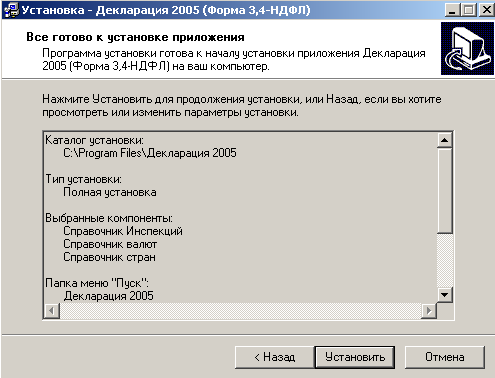 Установка - Декларация 2005 (Форма 3,4-НДФЛ)
Все готово к установке приложения
Программа установки готова к началу установки приложения Декларация
2005 (Форма 3,4-НДФЛ) на ваш компьютер.
Нажмите Установить для продолжения установки, или Назад, если вы хотите
просмотреть или изменить параметры установки.
Каталог установки:
C:\Program Files\Декларация 2005
Тип установки:
Полная установка
Выбранные компоненты:
Справочник Инспекций
Справочник валют
Справочник стран
Папка меню "Пуск":
Декларация 2005
< Назад
Установить
Отмена